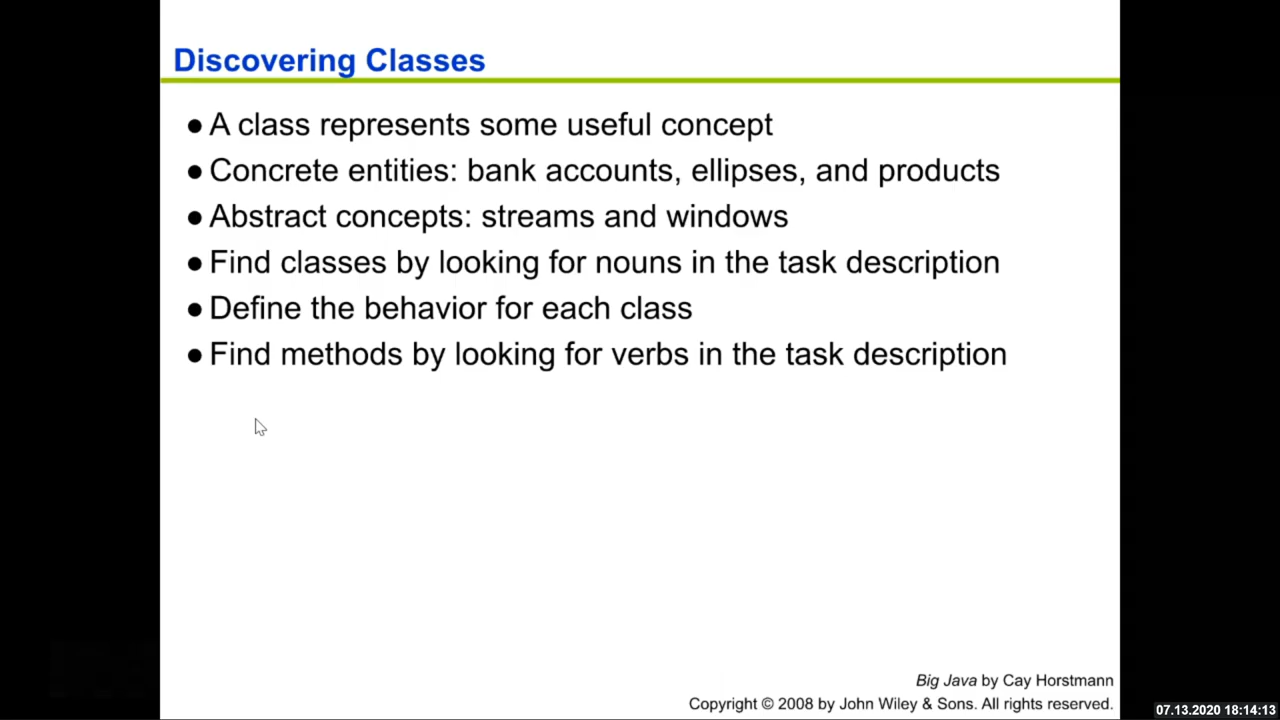 Discovering Classes
● A class represents some useful concept
● Concrete entities: bank accounts, ellipses, and products
● Abstract concepts: streams and windows
● Find classes by looking for nouns in the task description
● Define the behavior for each class
● Find methods by looking for verbs in the task description
Big Java by Cay Horstmann
Copyright © 2008 by John Wiley & Sons. All rights reserved.
07.13.2020 18:14:13